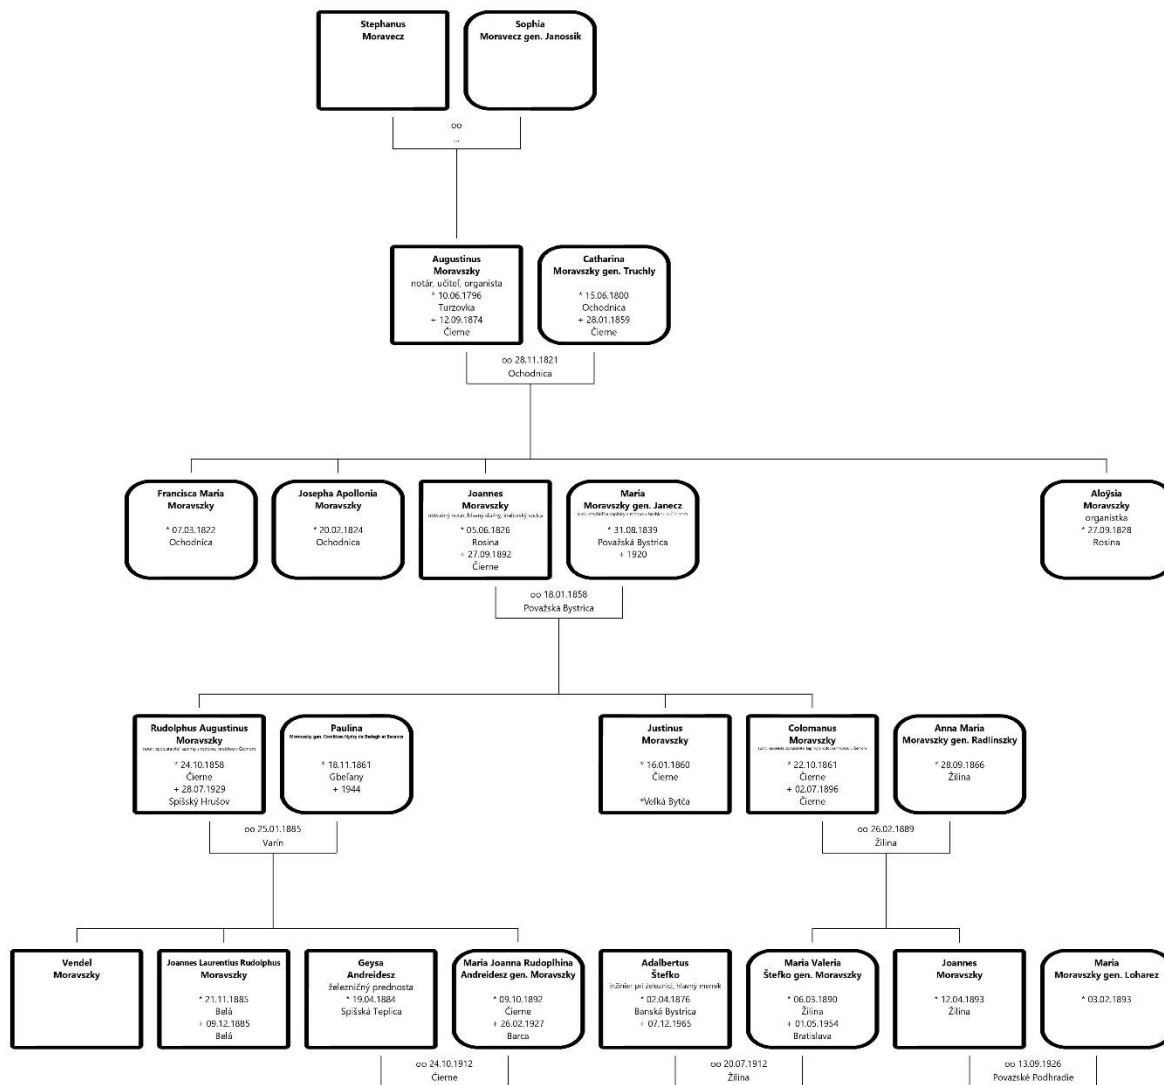 Stephanus
Moravecz
Sophia
Moravecz gen. Janossik
oo
...
Augustinus
Moravszky
notár, učiteľ, organista
* 10.06.1796
Turzovka
+ 12.09.1874
Čierne
Catharina
Moravszky gen. Truchly
* 15.06.1800
Ochodnica
+ 28.01.1859
Čierne
oo 28.11.1821
Ochodnica
Francisca Maria
Moravszky
* 07.03.1822
Ochodnica
Josepha Apollonia
Moravszky
* 20.02.1824
Ochodnica
Joannes
Moravszky
* 05.06.1826
Rosina
+ 27.09.1892
Čierne
Maria
Moravszky gen. Janecz
* 31.08.1839
Považská Bystrica
+ 1920
Aloÿsia
Moravszky
organistka
* 27.09.1828
Rosina
oo 18.01.1858
Považska Bystrica
Rudolphus Augustinus
Moravszky
* 24.10.1858
Čierne
+ 28.07.1929
Spišský Hrušov
Paulina
Moravszky gen.
* 18.11.1861
Gbeľany
+ 1944
Justinus
Moravszky
* 16.01.1860
Čierne
*Veľká Bytča
Colomanus
Moravszky
* 22.10.1861
Čierne
+ 02.07.1896
Čierne
Anna Maria
Moravszky gen. Radlinszky
* 28.09.1866
Žilina
oo 25.01.1885
Varín
oo 26.02.1889
Žilina
Vendel
Moravszky
Joannes Laurentius Rudolphus
Moravszky
* 21.11.1885
Belá
+ 09.12.1885
Belá
Geysa
Andreidesz
železničný prednosta
* 19.04.1884
Spišská Teplica
Maria Joanna Rudoplhina
Andreidesz gen. Moravszky
* 09.10.1892
Čierne
+ 26.02.1927
Barca
Adalbertus
Štefko
inžinier pri železnici, hlavný
* 02.04.1876
Banská Bystrica
+ 07.12.1965
Maria Valeria
Štefko gen. Moravszky
* 06.03.1890
Žilina
+ 01.05.1954
Bratislava
Joannes
Moravszky
* 12.04.1893
Žilina
Maria
Moravszky gen. Loharez
* 03.02.1893
oo 24.10.1912
Čierne
oo 20.07.1912
Žilina
oo 13.09.1926
Považské Podhradie